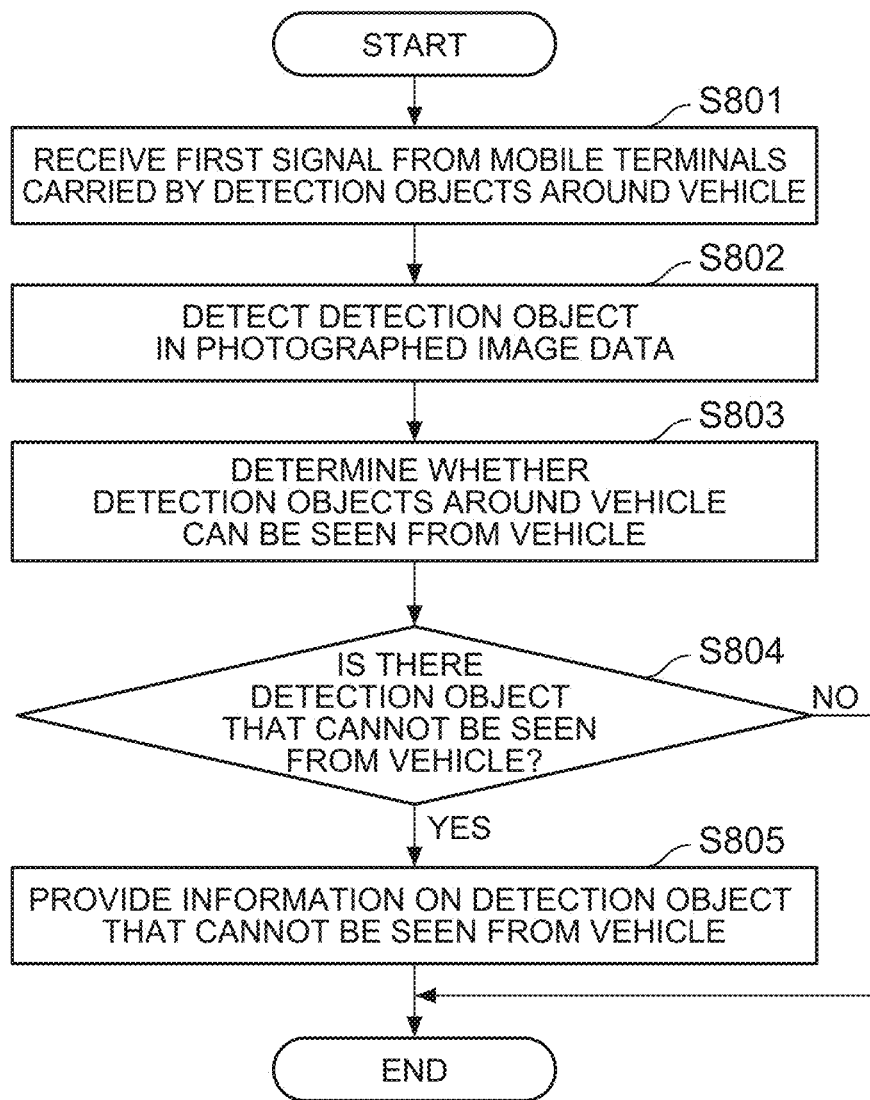 START
S801
RECEIVE FIRST SIGNAL FROM MOBILE TERMINALS
CARRIED BY DETECTION OBJECTS AROUND VEHICLE
S802
DETECT DETECTION OBJECT
IN PHOTOGRAPHED IMAGE DATA
S803
DETERMINE WHETHER
DETECTION OBJECTS AROUND VEHICLE
CAN BE SEEN FROM VEHICLE
S804
IS THERE
DETECTION OBJECT
THAT CANNOT BE SEEN
FROM VEHICLE?
NO
YES
S805
PROVIDE INFORMATION ON DETECTION OBJECT
THAT CANNOT BE SEEN FROM VEHICLE
END